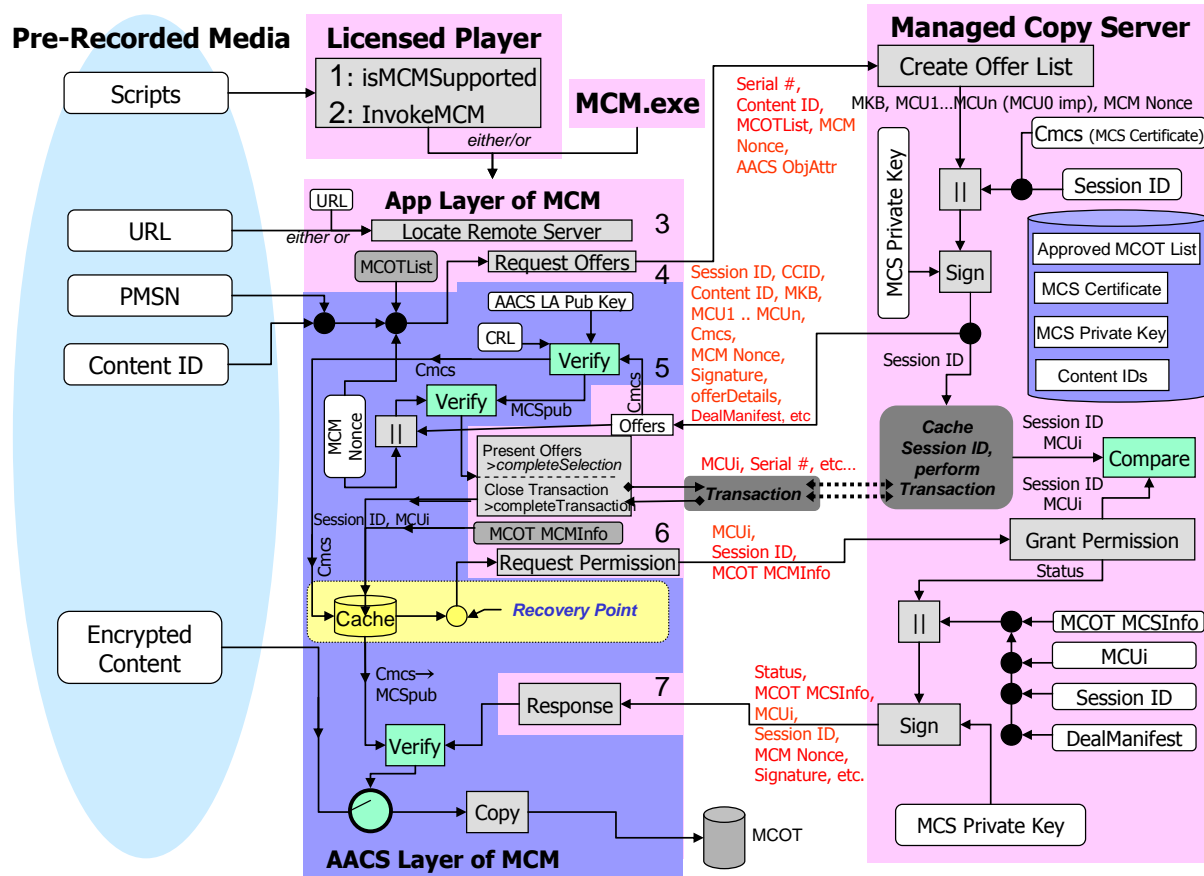 Pre-Recorded Media
Licensed Player
Managed Copy Server
Scripts
1: isMCMSupported
2: InvokeMCM
either/or
MCM.exe
Serial #,
Content ID,
MCOTList, MCM
Nonce,
AACS ObjAttr
Create Offer List
MKB, MCU1...MCUn (MCU0 imp), MCM Nonce
Cmcs (MCS Certificate)
Session ID
MCS Private Key
||
Sign
Approved MCOT List
MCS Certificate
MCS Private Key
Content IDs
URL
App Layer of MCM
URL
either or
Locate Remote Server
3
MCOTList
Request Offers
4
PMSN
Content ID
AACS LA Pub Key
CRL
Verify
Cmcs
5
Verify
MCSpub
Cmcs
MCM
Nonce
||
Offers
Session ID, CCID,
Content ID, MKB,
MCU1 .. MCUn,
Cmcs,
MCM Nonce,
Signature,
offerDetails,
DealManifest, etc
Session ID
Cache
Session ID,
perform
Transaction
Session ID
MCUi
Compare
Session ID
MCUi
Present Offers
>completeSelection
Close Transaction
>completeTransaction
MCUi, Serial #, etc...
Transaction
Session ID, MCUi
MCOT MCMInfo
6
Request Permission
MCUi,
Session ID,
MCOT MCMInfo
Grant Permission
Status
Cmcs
Cache
Recovery Point
Encrypted
Content
Cmcs→
MCSpub
||
MCOT MCSInfo
MCUi
Session ID
DealManifest
7
Response
Status,
MCOT MCSInfo,
MCUi,
Session ID,
MCM Nonce,
Signature, etc.
Sign
Verify
Copy
MCOT
MCS Private Key
AACS Layer of MCM